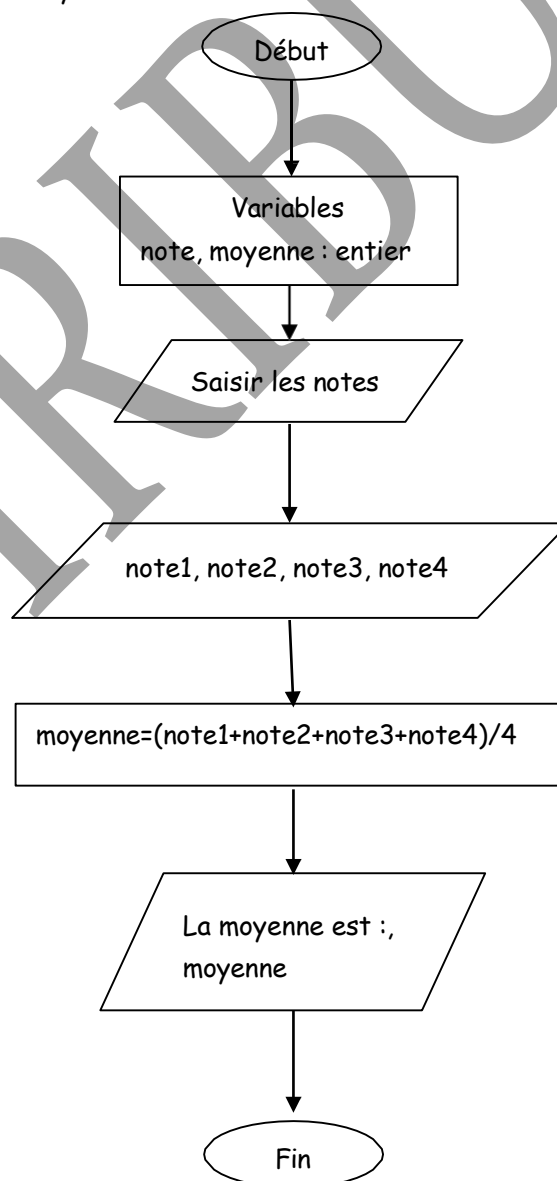 Début
Variables
note, moyenne : entier
Saisir les notes
note1, note2, note3, note4
moyenne=(note1+note2+note3+note4)/4
La moyenne est :,
moyenne
Fin